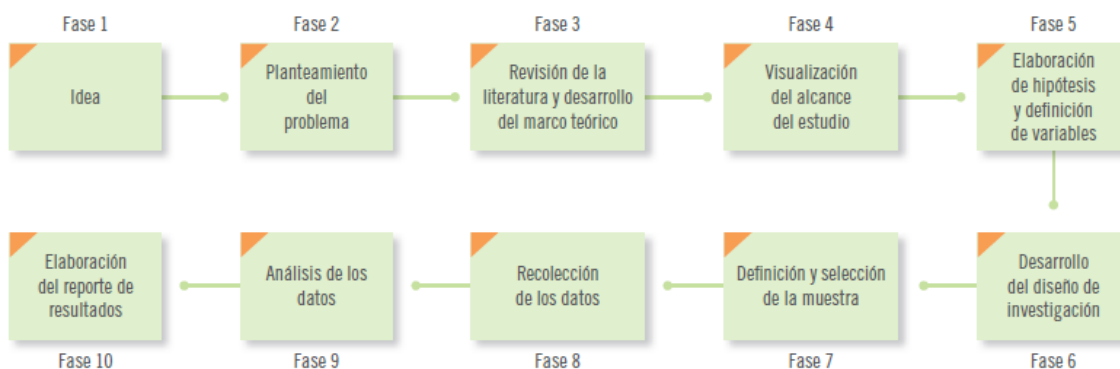 Fase 1
Idea
Fase 2
Planteamiento
del
problema
Fase 3
Revisión de la
literatura y desarrollo
del marco teórico
Fase 4
Visualización
del alcance
del estudio
Fase 5
Elaboración
de hipótesis
y definición
de variables
Desarrollo
del diseño de
investigación
Fase 6
Definición y selección
de la muestra
Fase 7
Recolección
de los datos
Fase 8
Análisis de los
datos
Fase 9
Elaboración
del reporte de
resultados
Fase 10